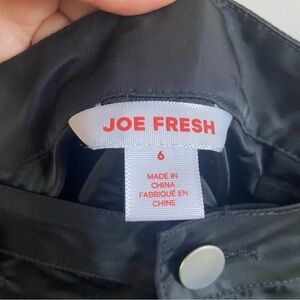 JOE FRESH
6
MADE IN
CHINA
FABRIQUÉ EN
CHINE